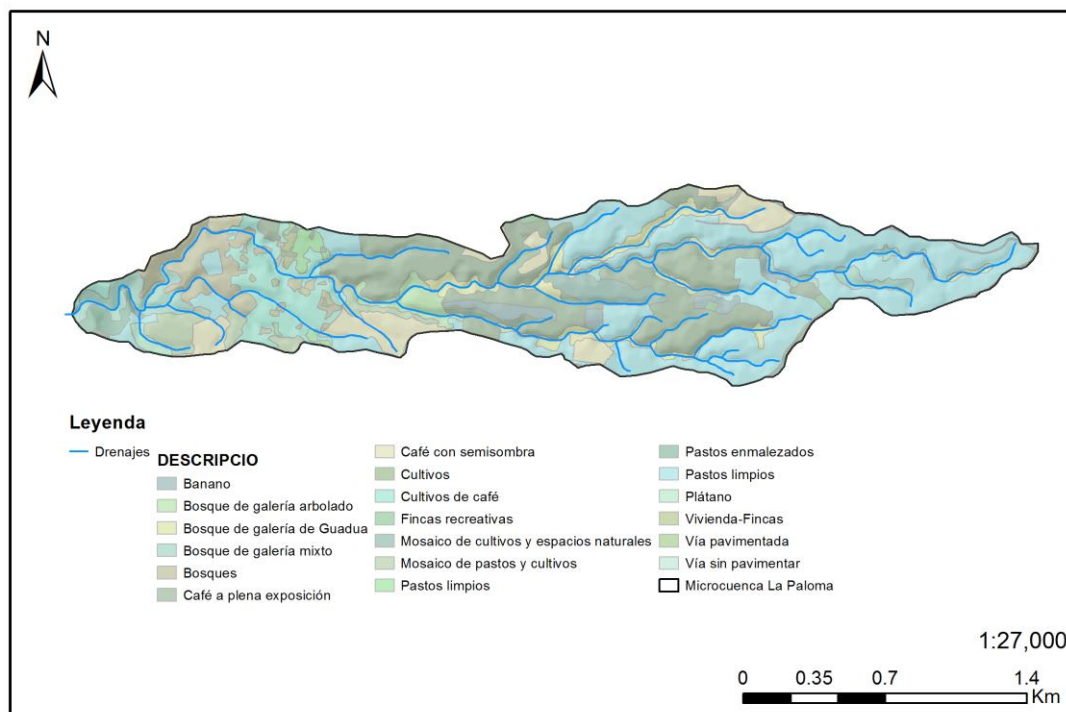 N
Leyenda
Drenajes
DESCRIPCIO
Banano
Bosque de galería arbolado
Bosque de galería de Guadua
Bosque de galería mixto
Bosques
Café a plena exposición
Café con semisombra
Cultivos
Cultivos de café
Fincas recreativas
Mosaico de cultivos y espacios naturales
Mosaico de pastos y cultivos
Pastos limpios
Pastos enmalezados
Pastos limpios
Plátano
Vivienda-Fincas
Vía pavimentada
Vía sin pavimentar
Microcuenca La Paloma
1:27,000
0 0.35 0.7 1.4
Km